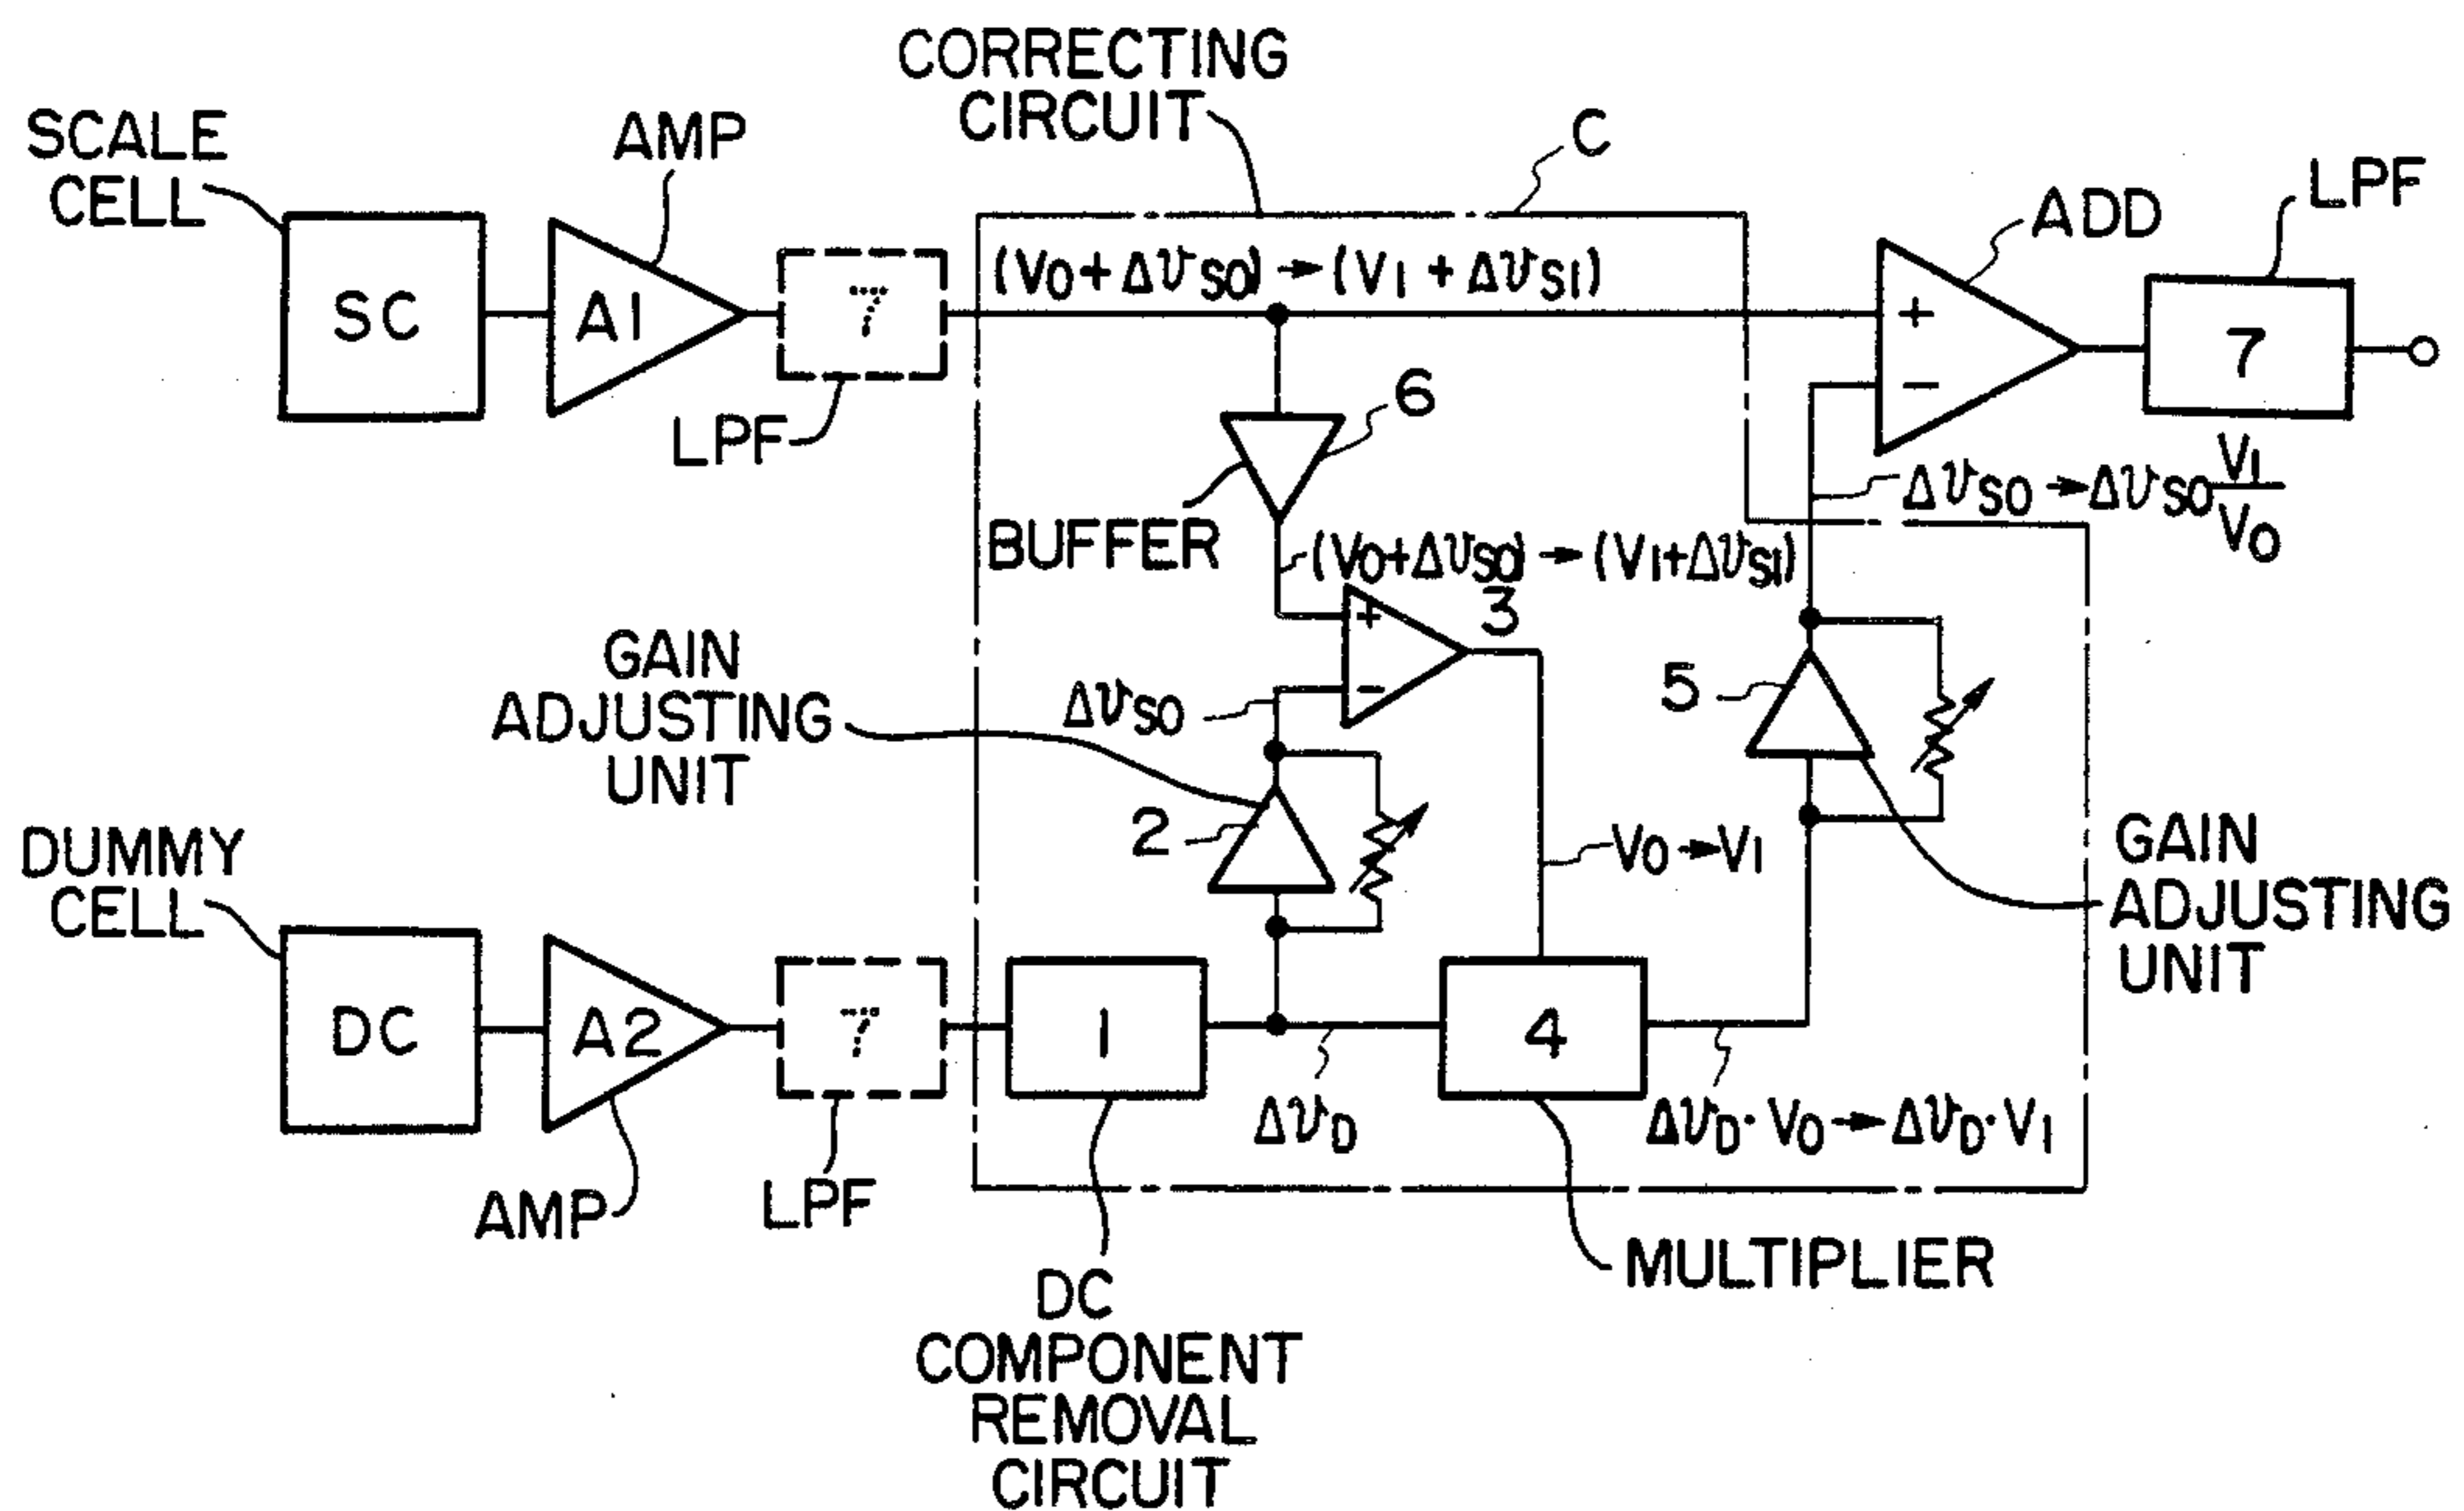 CORRECTING
CIRCUIT
C
SCALE
CELL
AMP
LPF
ADD
SC
A1
7
(V0+ΔυS0)→(V1+ΔυS1)
+
−
7
LPF
6
BUFFER
ΔυS0→ΔυS0 V1/V0
(V0+ΔυS0)→(V1+ΔυS1)
+
−
3
GAIN
ADJUSTING
UNIT
ΔυS0
5
2
V0→V1
GAIN
ADJUSTING
UNIT
DUMMY
CELL
DC
A2
7
1
4
ΔυD
ΔυD·V0→ΔυD·V1
AMP
LPF
MULTIPLIER
DC
COMPONENT
REMOVAL
CIRCUIT